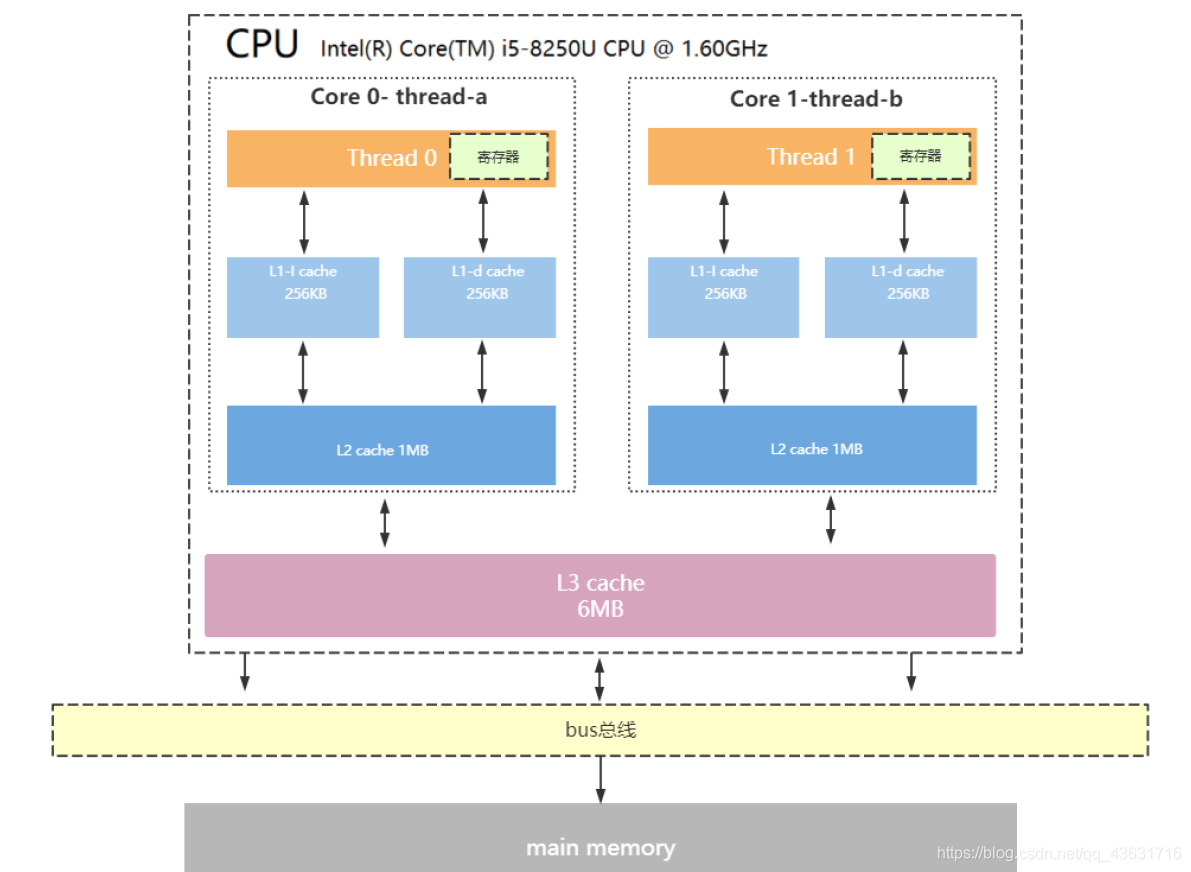 CPU Intel(R) Core(TM) i5-8250U CPU @ 1.60GHz
Core 0- thread-a
Thread 0
寄存器
L1-I cache
256KB
L1-d cache
256KB
L2 cache 1MB
Core 1-thread-b
Thread 1
寄存器
L1-I cache
256KB
L1-d cache
256KB
L2 cache 1MB
L3 cache
6MB
bus总线
main memory
https://blog.csdn.net/qq_43631716